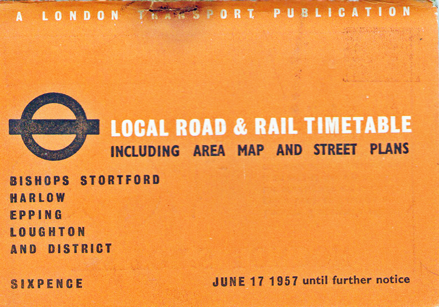 A LONDON TRANSPORT PUBLICATION
LOCAL ROAD & RAIL TIMETABLE
INCLUDING AREA MAP AND STREET PLANS
BISHOPS STORTFORD
HARLOW
EPPING
LOUGHTON
AND DISTRICT
SIXPENCE JUNE 17 1957 until further notice